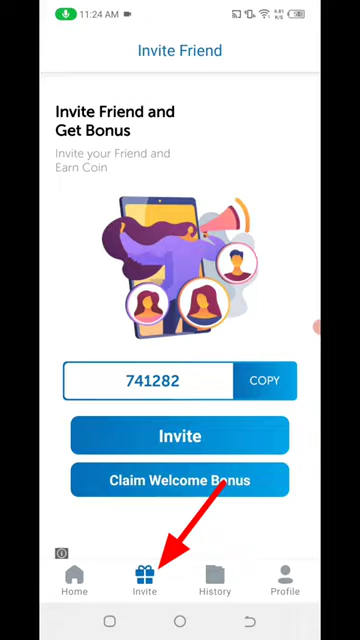 11:24 AM
Invite Friend
Invite Friend and
Get Bonus
Invite your Friend and
Earn Coin
741282
COPY
Invite
Claim Welcome Bonus
Home
Invite
History
Profile